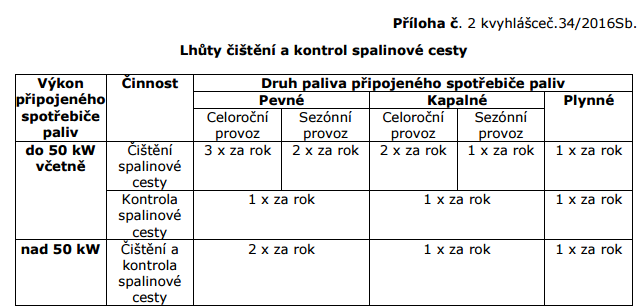 Příloha č. 2 kvyhlášceč.34/2016Sb.
Lhůty čištění a kontrol spalinové cesty
Výkon připojeného spotřebiče paliv
Činnost
Druh paliva připojeného spotřebiče paliv
Pevné
Kapalné
Plynné
Celoroční provoz
Sezónní provoz
Celoroční provoz
Sezónní provoz
do 50 kW včetně
Čištění spalinové cesty
3 x za rok
2 x za rok
2 x za rok
1 x za rok
1 x za rok
Kontrola spalinové cesty
1 x za rok
1 x za rok
1 x za rok
nad 50 kW
Čištění a kontrola spalinové cesty
2 x za rok
1 x za rok
1 x za rok